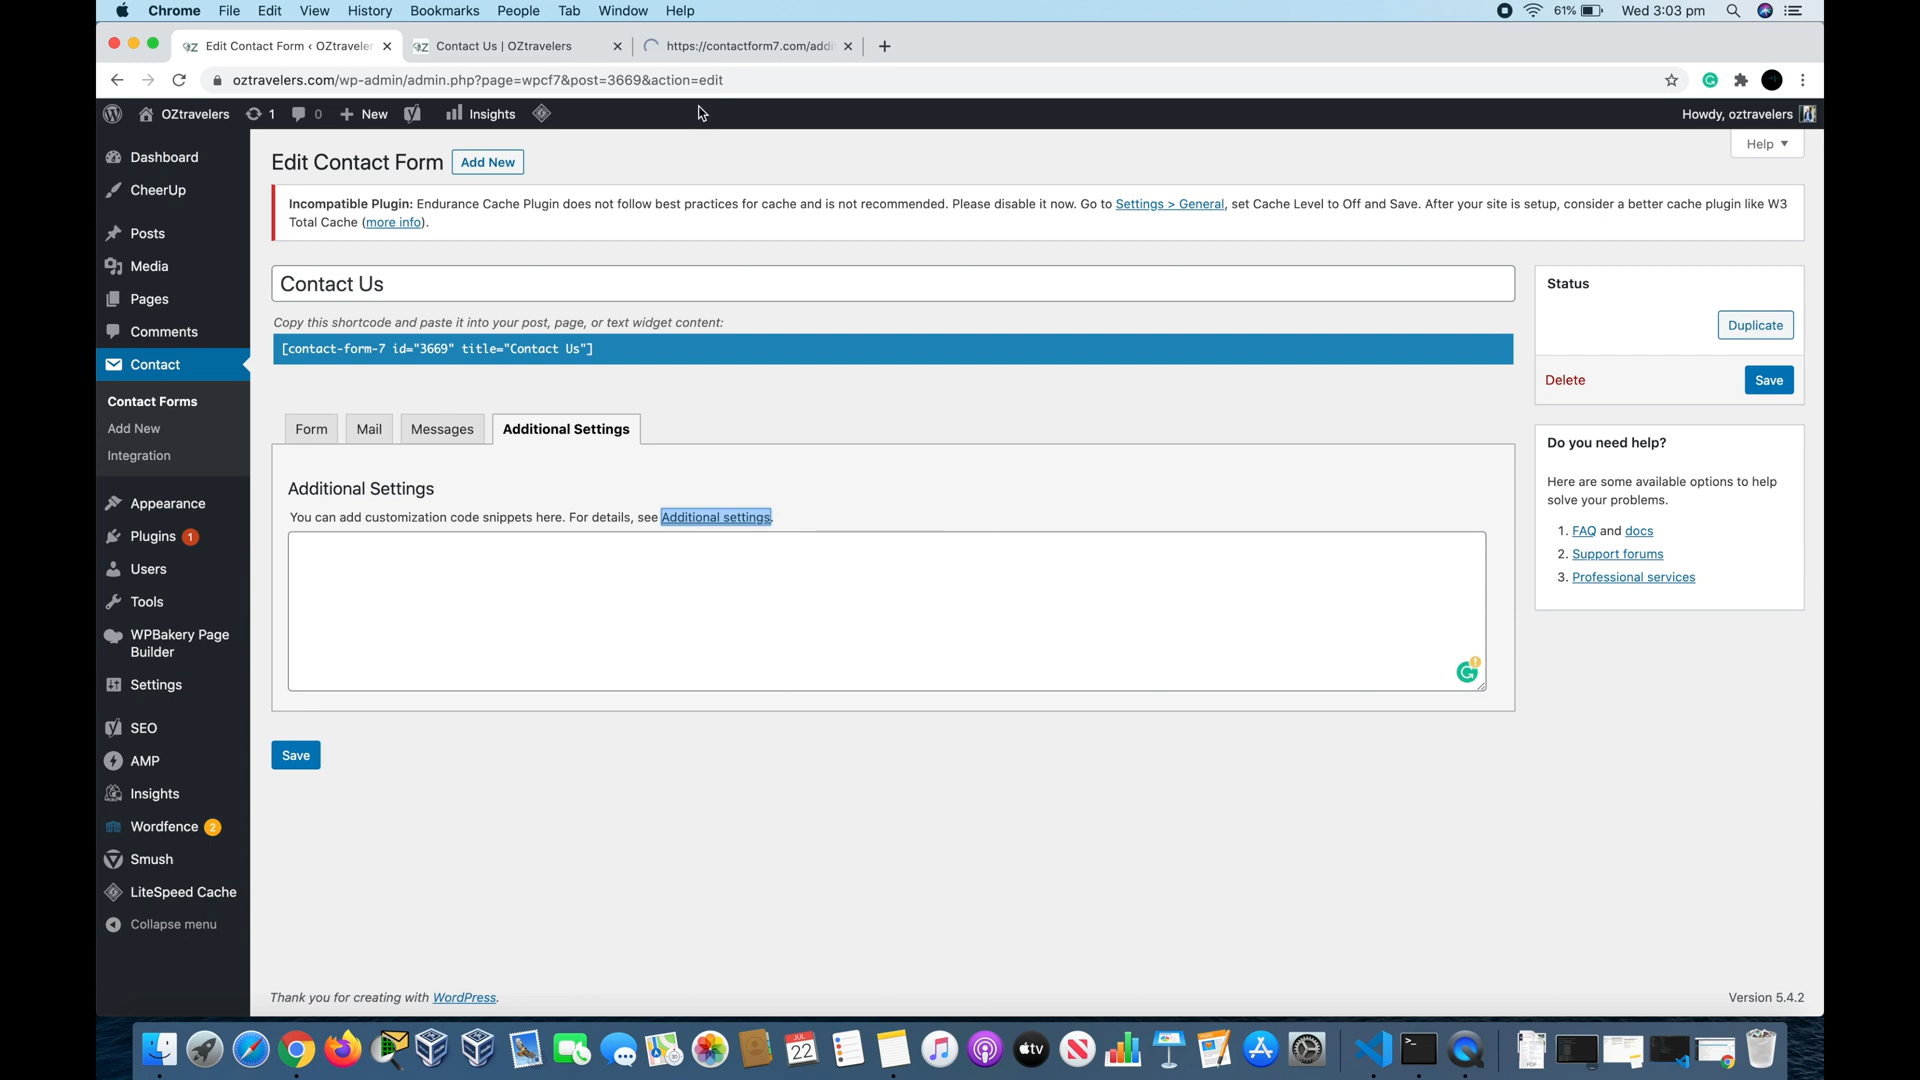 Chrome File Edit View History Bookmarks People Tab Window Help 61% Wed 3:03 pm
Edit Contact Form ‹ OZtraveler Contact Us | OZtravelers https://contactform7.com/addi
oztravelers.com/wp-admin/admin.php?page=wpcf7&post=3669&action=edit
OZtravelers 1 0 New Insights Howdy, oztravelers
Help
Dashboard
CheerUp
Posts
Media
Pages
Comments
Contact
Contact Forms
Add New
Integration
Appearance
Plugins 1
Users
Tools
WPBakery Page
Builder
Settings
SEO
AMP
Insights
Wordfence 2
Smush
LiteSpeed Cache
Collapse menu
Edit Contact Form Add New
Incompatible Plugin: Endurance Cache Plugin does not follow best practices for cache and is not recommended. Please disable it now. Go to Settings > General, set Cache Level to Off and Save. After your site is setup, consider a better cache plugin like W3
Total Cache (more info).
Contact Us
Copy this shortcode and paste it into your post, page, or text widget content:
[contact-form-7 id="3669" title="Contact Us"]
Form Mail Messages Additional Settings
Additional Settings
You can add customization code snippets here. For details, see Additional settings.
Save
Status
Duplicate
Delete Save
Do you need help?
Here are some available options to help
solve your problems.
1. FAQ and docs
2. Support forums
3. Professional services
Thank you for creating with WordPress. Version 5.4.2
JUL
22
tv
PDF